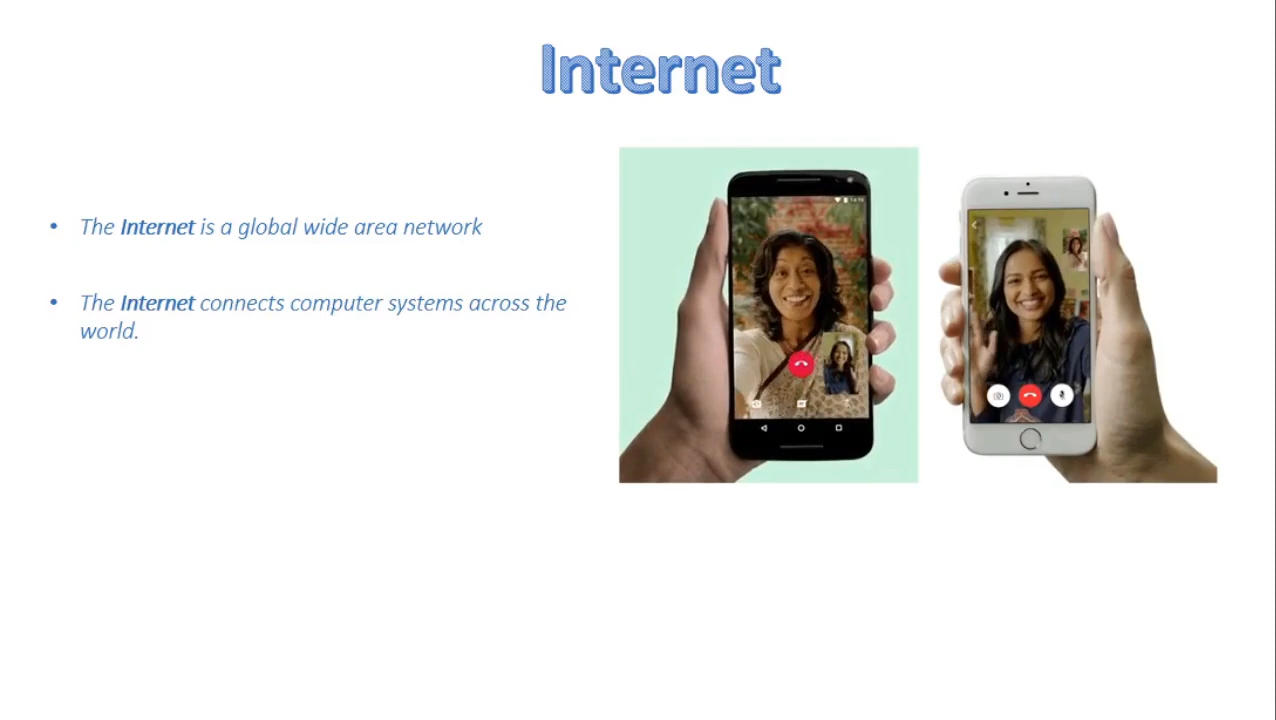 Internet
• The Internet is a global wide area network
• The Internet connects computer systems across the
world.